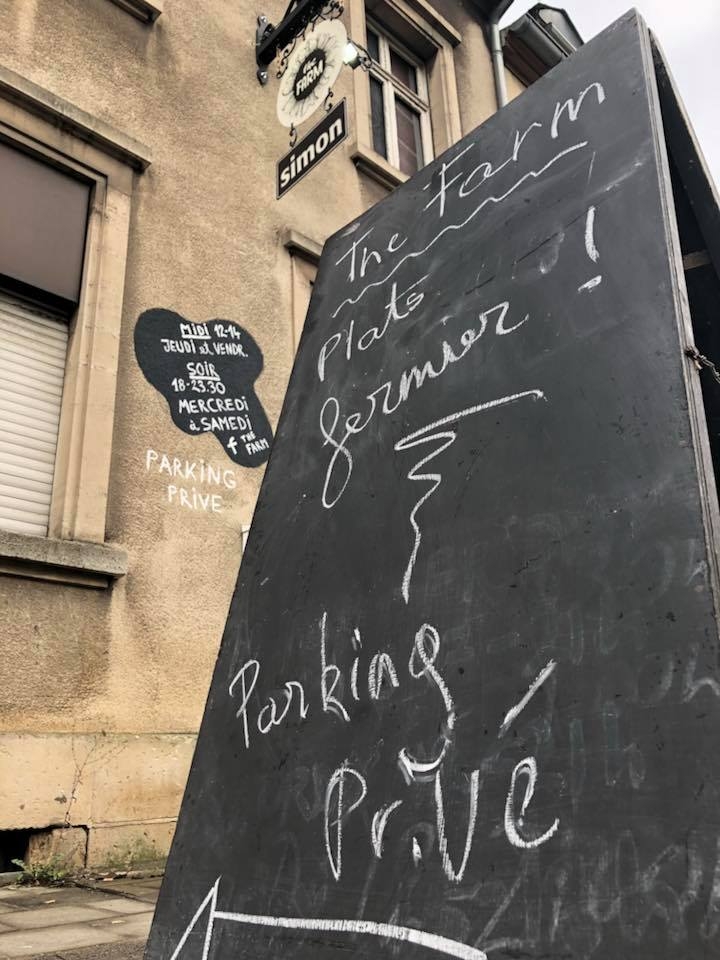 the
FARM
simon
The Farm
Plats !
fermier
Parking
Privé
MIDI 12-14
JEUDI et VENDR.
SOIR
18-23.30
MERCREDI
à SAMEDI
f THE
FARM
PARKING
PRIVE